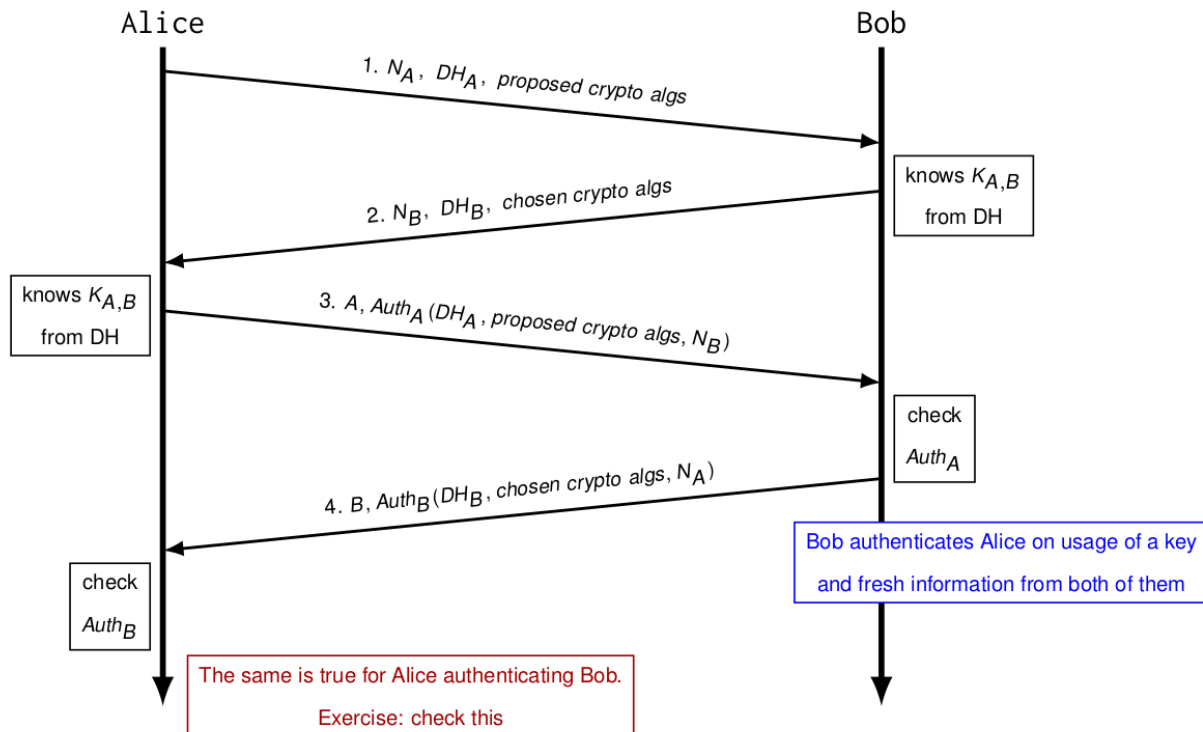 Alice
Bob
1. N_A, DH_A, proposed crypto algs
knows K_A,B
from DH
2. N_B, DH_B, chosen crypto algs
knows K_A,B
from DH
3. A, Auth_A(DH_A, proposed crypto algs, N_B)
check
Auth_A
4. B, Auth_B(DH_B, chosen crypto algs, N_A)
Bob authenticates Alice on usage of a key
and fresh information from both of them
check
Auth_B
The same is true for Alice authenticating Bob.
Exercise: check this